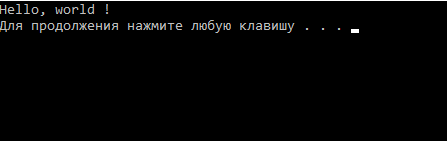 Hello, world !
Для продолжения нажмите любую клавишу . . .